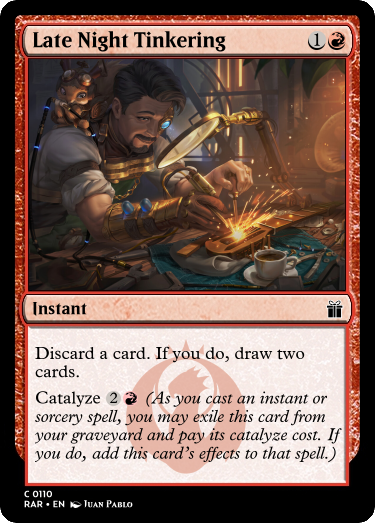 Late Night Tinkering 1
Instant
Discard a card. If you do, draw two
cards.
Catalyze 2 (As you cast an instant or
sorcery spell, you may exile this card from
your graveyard and pay its catalyze cost. If
you do, add this card's effects to that spell.)
C 0110
RAR • EN Juan Pablo